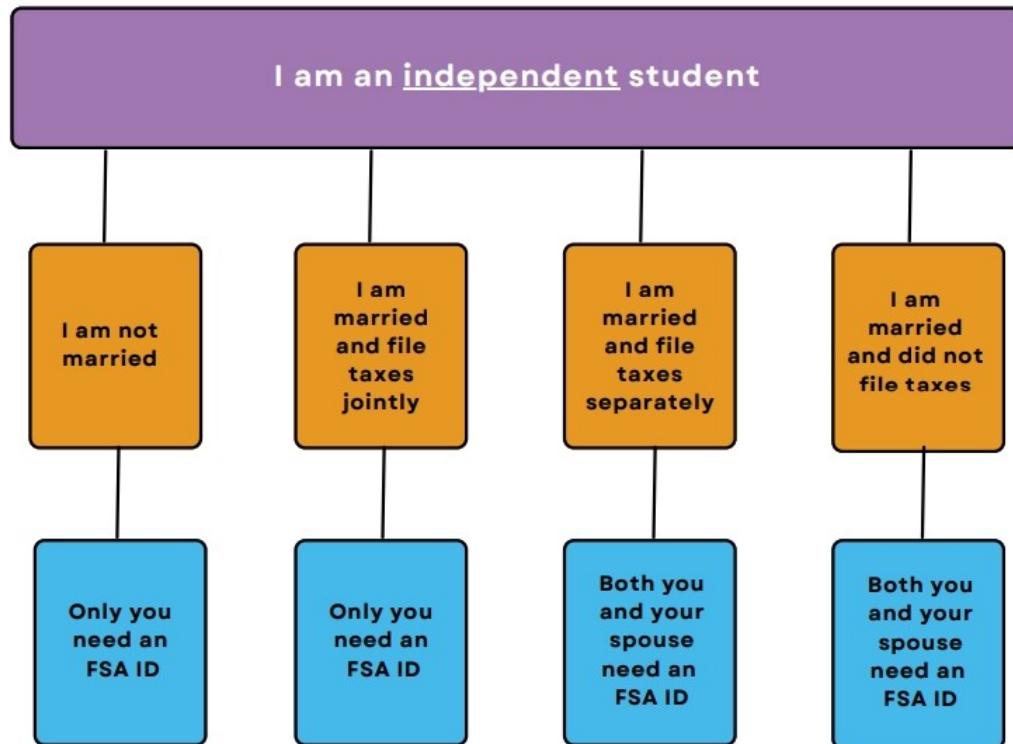 I am an independent student
I am not
married
I am
married
and file
taxes
jointly
I am
married
and file
taxes
separately
I am
married
and did not
file taxes
Only you
need an
FSA ID
Only you
need an
FSA ID
Both you
and your
spouse
need an
FSA ID
Both you
and your
spouse
need an
FSA ID